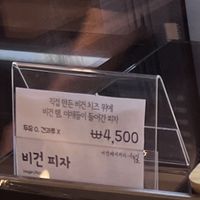 직접 만든 비건 치즈 위에
비건 햄, 야채들이 들어간 피자
두유 O, 견과류 X
₩4,500
비건 피자